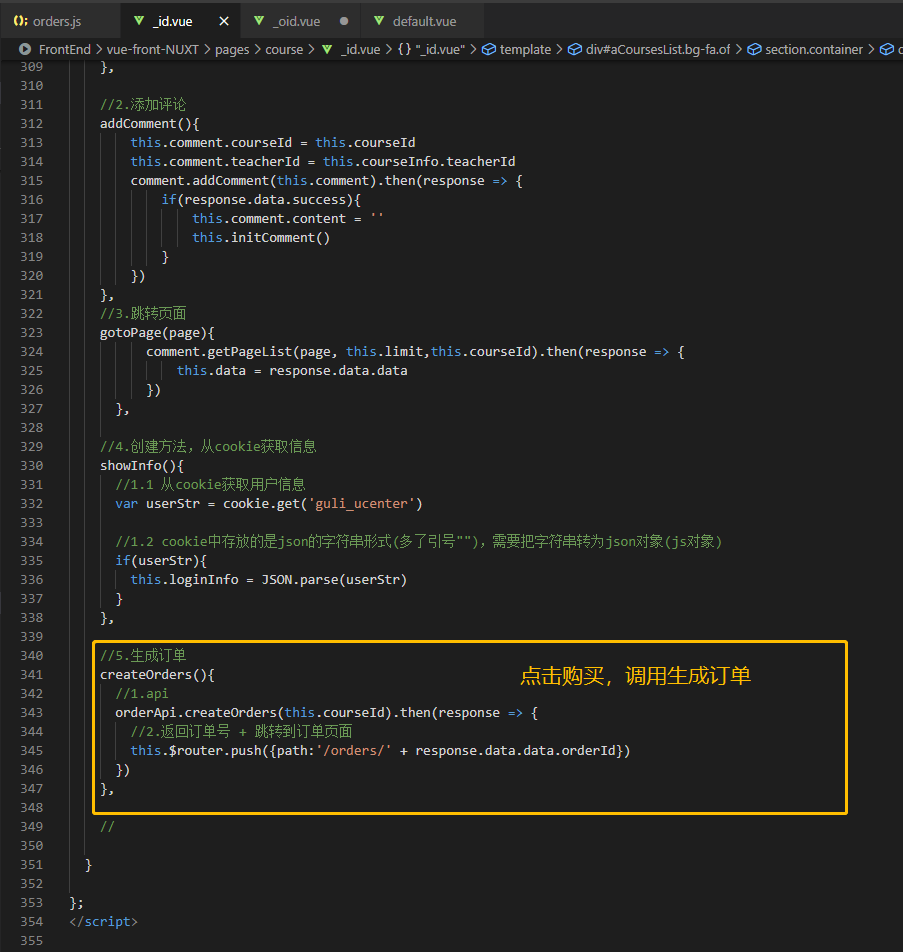 orders.js _id.vue _oid.vue default.vue
FrontEnd > vue-front-NUXT > pages > course > _id.vue > {} "_id.vue" > template > div#aCoursesList.bg-fa.of > section.container >
309 },
310
311 //2.添加评论
312 addComment(){
313 this.comment.courseId = this.courseId
314 this.comment.teacherId = this.courseInfo.teacherId
315 comment.addComment(this.comment).then(response => {
316 if(response.data.success){
317 this.comment.content = ''
318 this.initComment()
319 }
320 })
321 },
322 //3.跳转页面
323 gotoPage(page){
324 comment.getPageList(page, this.limit,this.courseId).then(response => {
325 this.data = response.data.data
326 })
327 },
328
329 //4.创建方法，从cookie获取信息
330 showInfo(){
331 //1.1 从cookie获取用户信息
332 var userStr = cookie.get('guli_ucenter')
333
334 //1.2 cookie中存放的是json的字符串形式(多了引号"")，需要把字符串转为json对象(js对象)
335 if(userStr){
336 this.loginInfo = JSON.parse(userStr)
337 }
338 },
339
340 //5.生成订单
341 createOrders(){
点击购买，调用生成订单
342 //1.api
343 orderApi.createOrders(this.courseId).then(response => {
344 //2.返回订单号 + 跳转到订单页面
345 this.$router.push({path:'/orders/' + response.data.data.orderId})
346 })
347 },
348
349 //
350
351 }
352
353 };
354 </script>
355